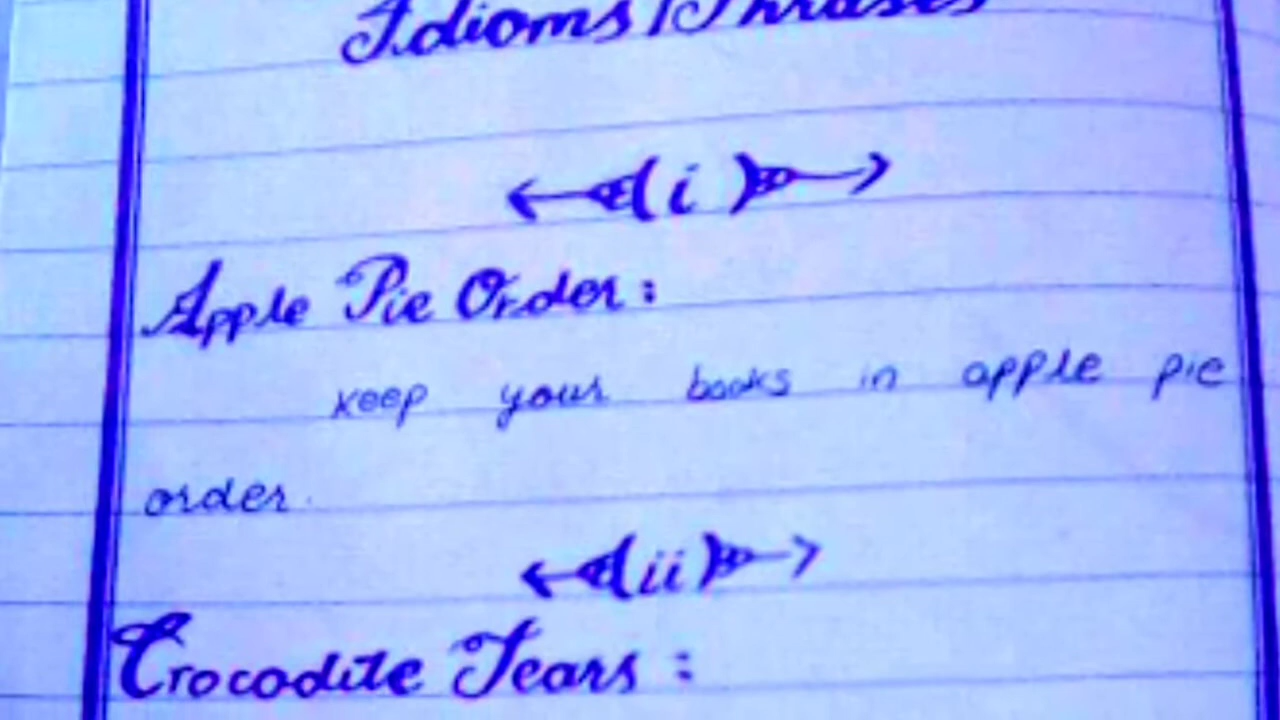 Idioms/Phrases
(i)
Apple Pie Order:
keep your books in apple pie
order.
(ii)
Crocodile Tears: